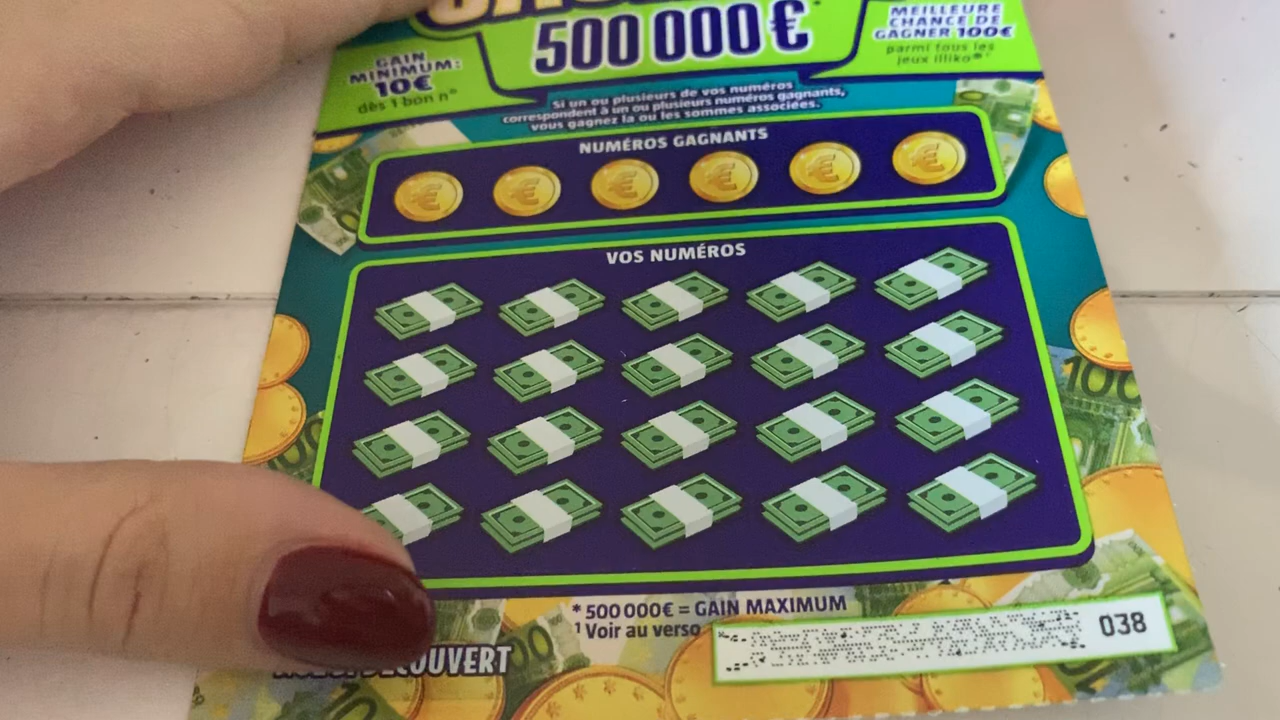 500 000 €*
GAIN
MINIMUM:
10€
dès 1 bon n°
MEILLEURE
CHANCE DE
GAGNER 100€
parmi tous les
jeux illiko®
Si un ou plusieurs de vos numéros
correspondent à un ou plusieurs numéros gagnants,
vous gagnez la ou les sommes associées.
NUMÉROS GAGNANTS
VOS NUMÉROS
100
* 500 000€ = GAIN MAXIMUM
¹ Voir au verso
038